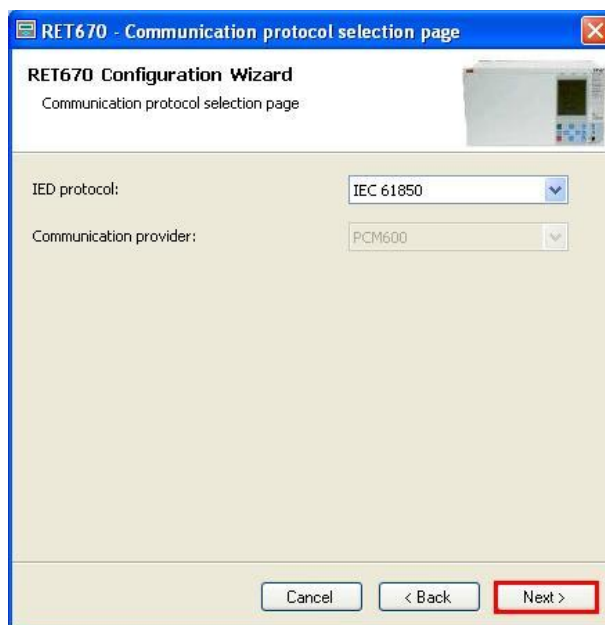 RET670 - Communication protocol selection page
RET670 Configuration Wizard
Communication protocol selection page
IED protocol:
IEC 61850
Communication provider:
PCM600
Cancel
< Back
Next >